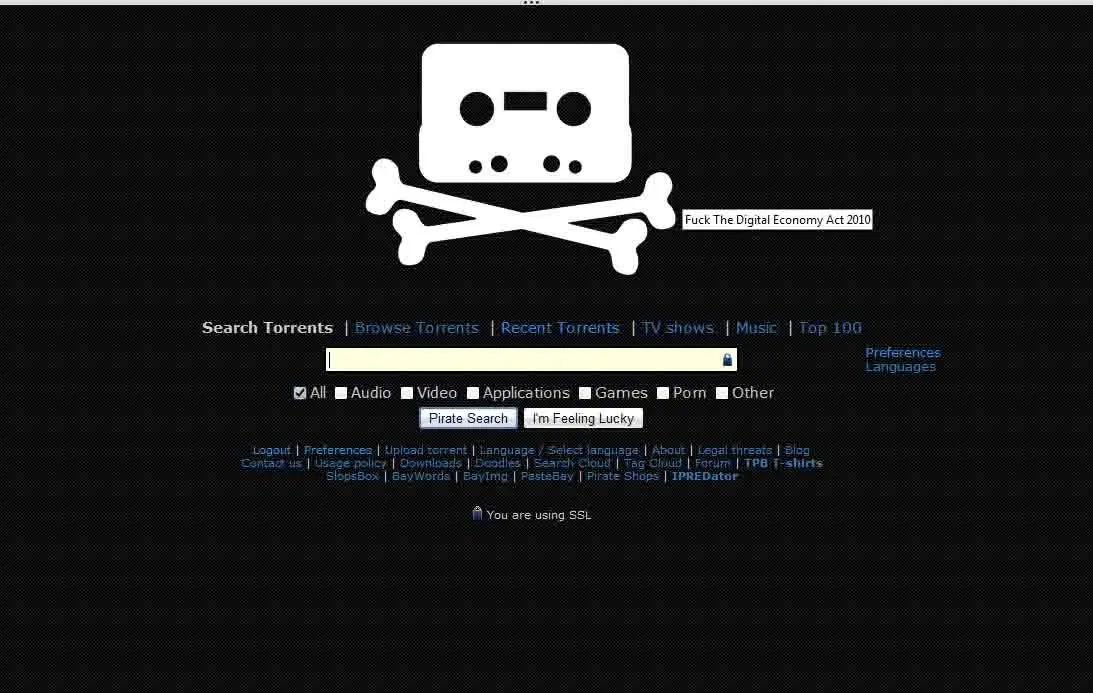 Fuck The Digital Economy Act 2010
Search Torrents | Browse Torrents | Recent Torrents | TV shows | Music | Top 100
Preferences
Languages
All Audio Video Applications Games Porn Other
Pirate Search I'm Feeling Lucky
Logout | Preferences | Upload torrent | Language / Select language | About | Legal threats | Blog
Contact us | Usage policy | Downloads | Doodles | Search Cloud | Tag Cloud | Forum | TPB T-shirts
SlopsBox | BayWords | BayImg | PasteBay | Pirate Shops | IPREDator
You are using SSL